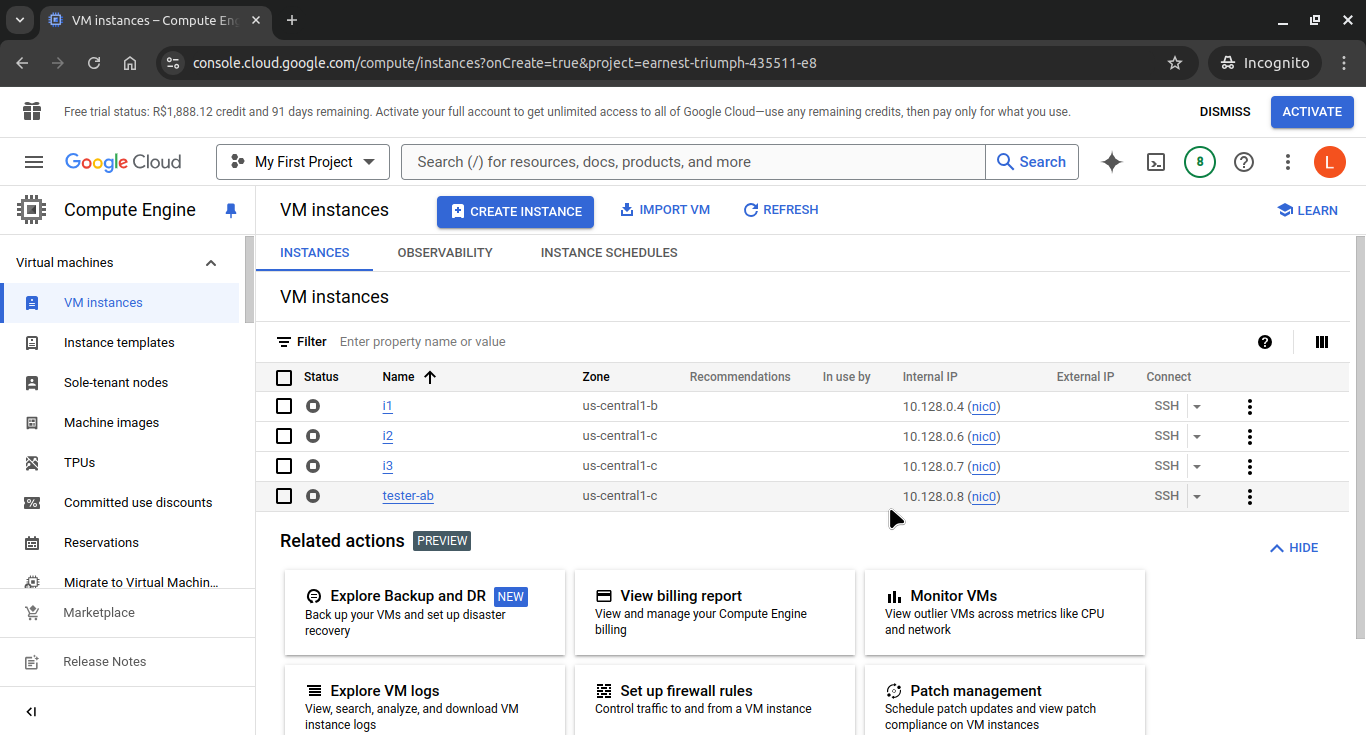 VM instances – Compute En
console.cloud.google.com/compute/instances?onCreate=true&project=earnest-triumph-435511-e8
Incognito
Free trial status: R$1,888.12 credit and 91 days remaining. Activate your full account to get unlimited access to all of Google Cloud—use any remaining credits, then pay only for what you use.
DISMISS
ACTIVATE
Google Cloud
My First Project
Search (/) for resources, docs, products, and more
Search
8
L
Compute Engine
VM instances
CREATE INSTANCE
IMPORT VM
REFRESH
LEARN
Virtual machines
VM instances
Instance templates
Sole-tenant nodes
Machine images
TPUs
Committed use discounts
Reservations
Migrate to Virtual Machin...
Marketplace
Release Notes
INSTANCES
OBSERVABILITY
INSTANCE SCHEDULES
VM instances
Filter
Enter property name or value
Status Name Zone Recommendations In use by Internal IP External IP Connect
i1 us-central1-b 10.128.0.4 (nic0) SSH
i2 us-central1-c 10.128.0.6 (nic0) SSH
i3 us-central1-c 10.128.0.7 (nic0) SSH
tester-ab us-central1-c 10.128.0.8 (nic0) SSH
Related actions
PREVIEW
HIDE
Explore Backup and DR NEW
Back up your VMs and set up disaster
recovery
View billing report
View and manage your Compute Engine
billing
Monitor VMs
View outlier VMs across metrics like CPU
and network
Explore VM logs
View, search, analyze, and download VM
instance logs
Set up firewall rules
Control traffic to and from a VM instance
Patch management
Schedule patch updates and view patch
compliance on VM instances